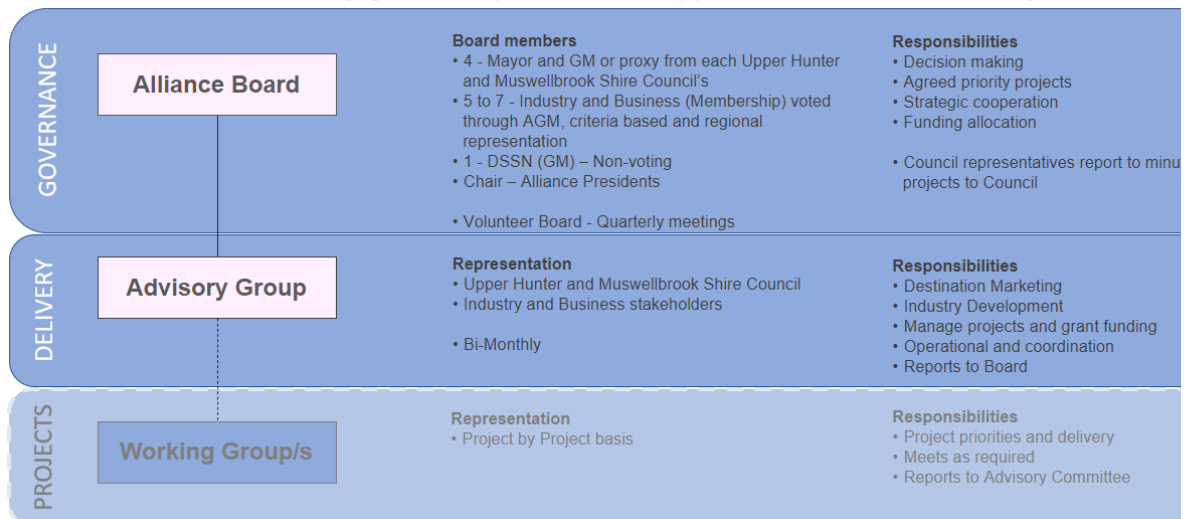 GOVERNANCE
Alliance Board
Board members
• 4 - Mayor and GM or proxy from each Upper Hunter
and Muswellbrook Shire Council's
• 5 to 7 - Industry and Business (Membership) voted
through AGM, criteria based and regional
representation
• 1 - DSSN (GM) – Non-voting
• Chair – Alliance Presidents
• Volunteer Board - Quarterly meetings
Responsibilities
• Decision making
• Agreed priority projects
• Strategic cooperation
• Funding allocation
• Council representatives report to minu
projects to Council
DELIVERY
Advisory Group
Representation
• Upper Hunter and Muswellbrook Shire Council
• Industry and Business stakeholders
• Bi-Monthly
Responsibilities
• Destination Marketing
• Industry Development
• Manage projects and grant funding
• Operational and coordination
• Reports to Board
PROJECTS
Working Group/s
Representation
• Project by Project basis
Responsibilities
• Project priorities and delivery
• Meets as required
• Reports to Advisory Committee